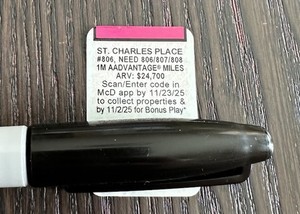 ST. CHARLES PLACE
#806, NEED 806/807/808
1M AADVANTAGE® MILES
ARV: $24,700
Scan/Enter code in
McD app by 11/23/25
to collect properties &
by 11/2/25 for Bonus Play*